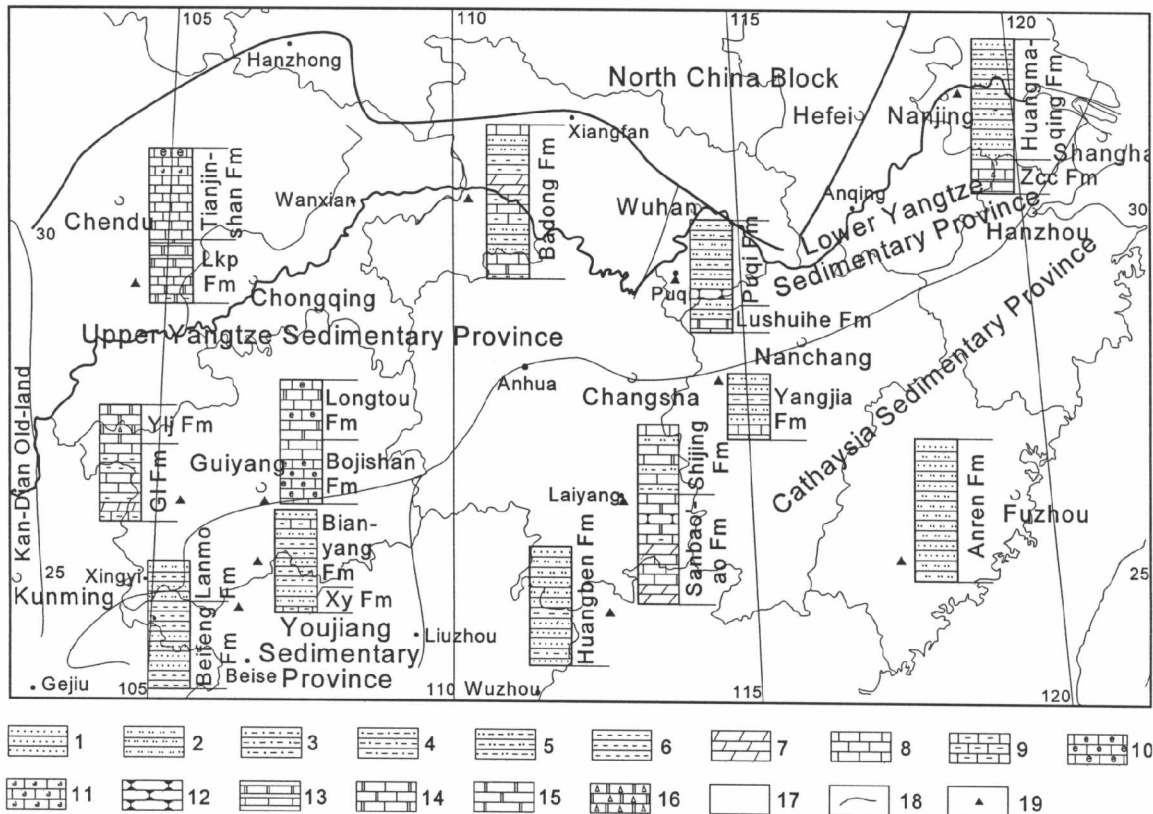 105
110
115
120
Hanzhong
North China Block
Hefei
Nanjing
Huangma-
qing Fm
Shangha
Zcc Fm
Xiangfan
Tianjin-
shan Fm
Badong Fm
Wanxian
Wuhan
Anqing
Lower Yangtze
Sedimentary Province
30
Hanzhou
Chendu
30
Lkp
Fm
Puqi
Puqi Fm
Chongqing
Lushuihe Fm
Upper Yangtze Sedimentary Province
Nanchang
Anhua
Changsha
Yangjia
Fm
Cathaysia Sedimentary Province
Kan-Dian Old-land
Ylj Fm
Gl Fm
Longtou
Fm
Guiyang
Bojishan
Fm
Shijing
Fm
Laiyang
Sanbao-
ao Fm
Anren Fm
Fuzhou
Bian-
yang
Fm
Xy Fm
Huangben Fm
25
Xingyi
Kunming
Lanmo
Fm
Beifeng
Fm
25
Youjiang
Sedimentary
Province
Liuzhou
Beise
Gejiu
105
110
Wuzhou
115
120
1
2
3
4
5
6
7
8
9
10
11
12
13
14
15
16
17
18
19